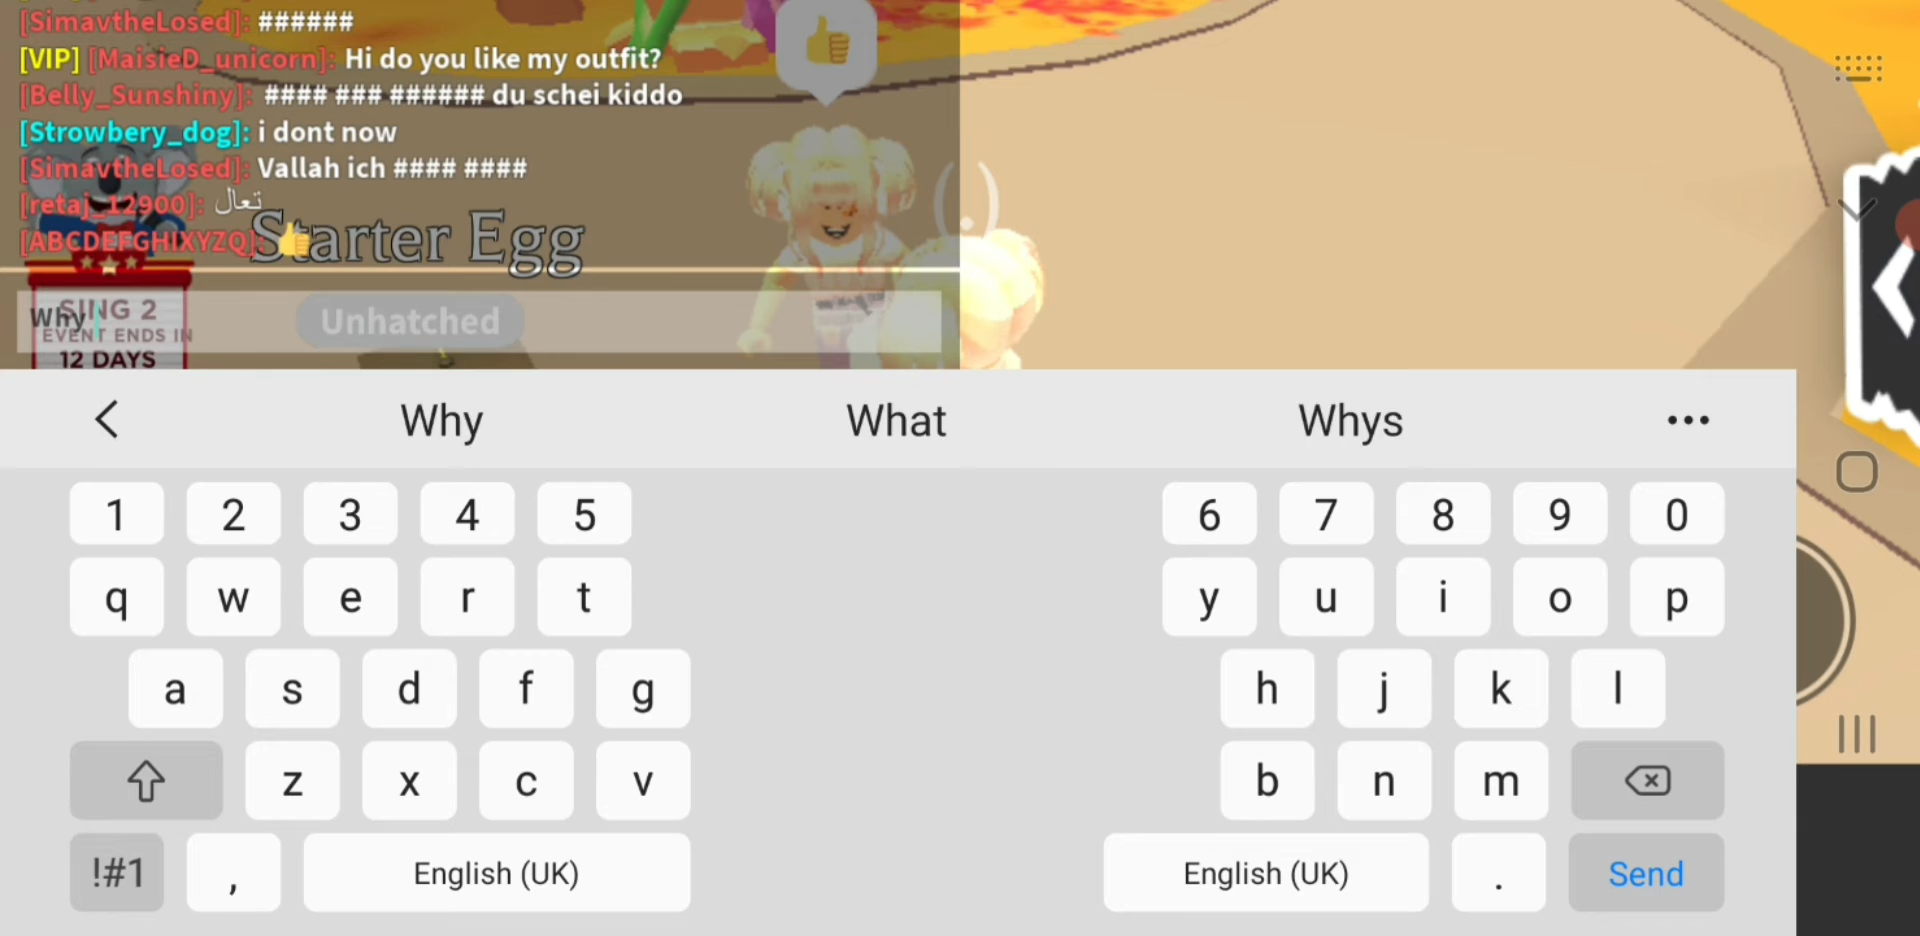 [SimavtheLosed]: ######
[VIP] [MaisieD_unicorn]: Hi do you like my outfit?
[Belly_Sunshiny]: #### ### ###### du schei kiddo
[Strowbery_dog]: i dont now
[SimavtheLosed]: Vallah ich #### ####
[retaj_12900]: تعال
[ABCDEFGHIXYZQ]: 👍
Starter Egg
Why
SING 2
EVENT ENDS IN
12 DAYS
Unhatched
Why What Whys
1 2 3 4 5 6 7 8 9 0
q w e r t y u i o p
a s d f g h j k l
z x c v b n m
!#1 , English (UK) English (UK) . Send